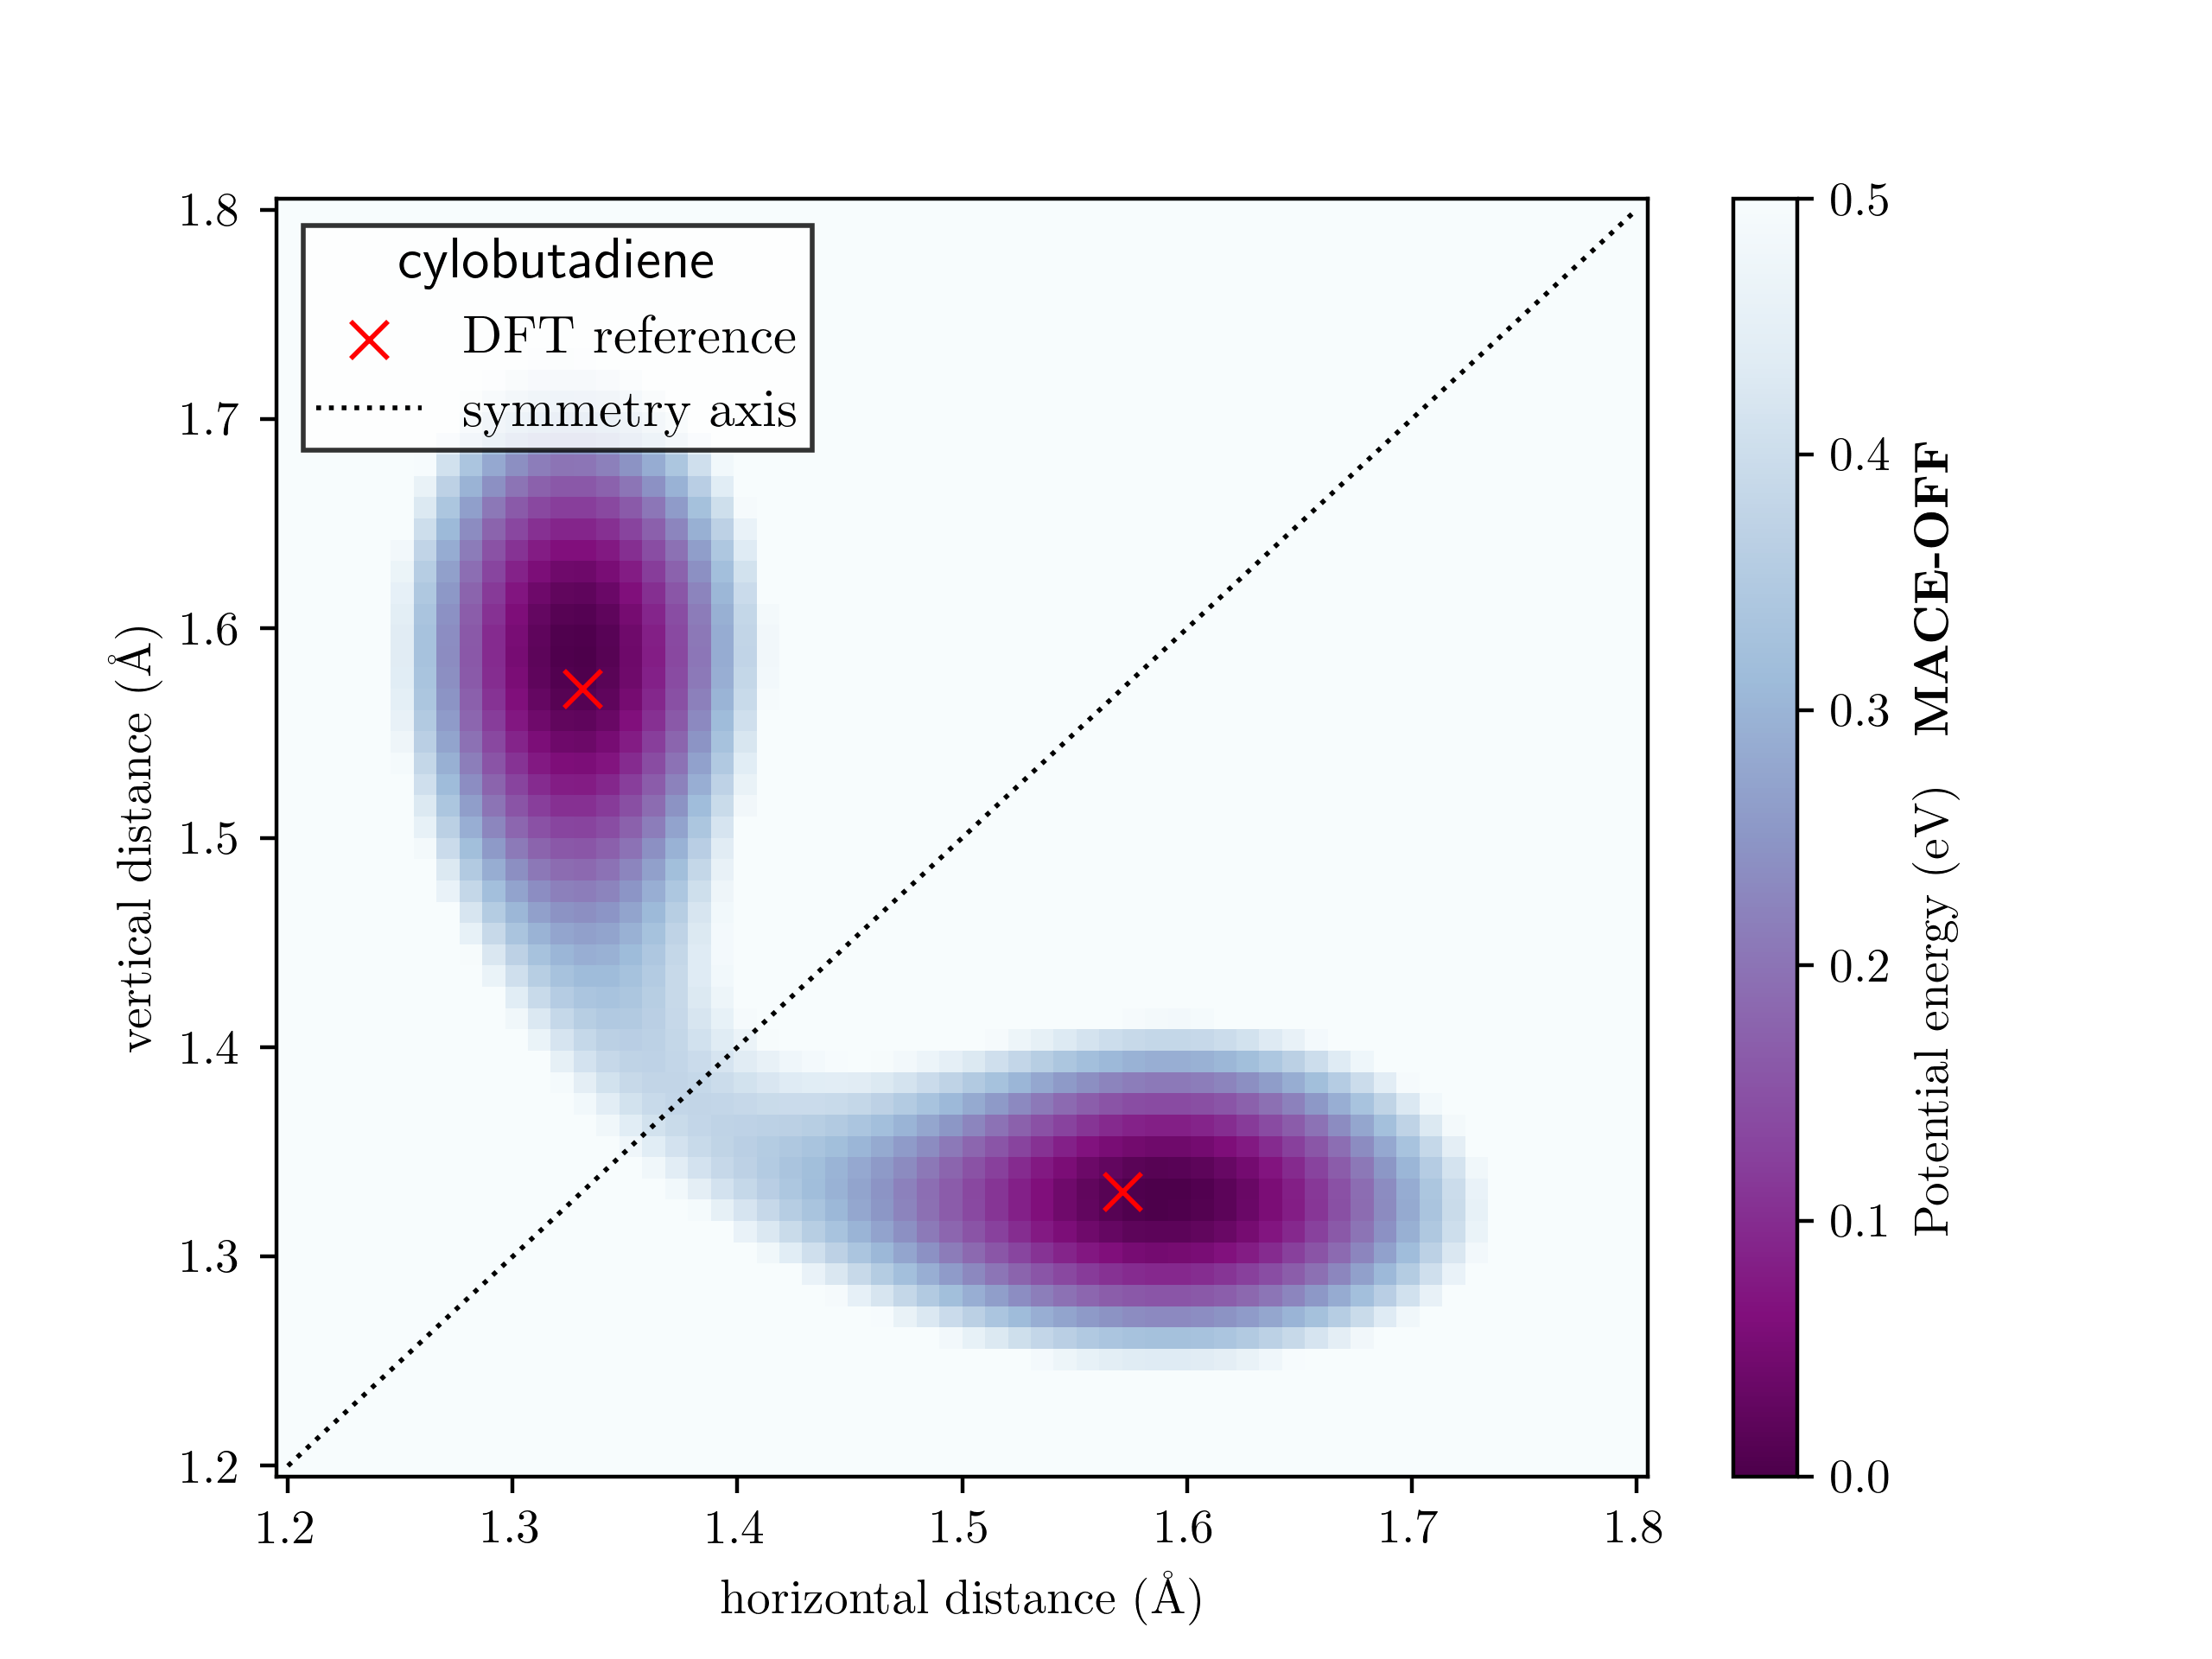 cylobutadiene
DFT reference
symmetry axis
vertical distance (Å)
1.8
1.7
1.6
1.5
1.4
1.3
1.2
1.2 1.3 1.4 1.5 1.6 1.7 1.8
horizontal distance (Å)
0.5
0.4
0.3
0.2
0.1
0.0
Potential energy (eV) MACE-OFF